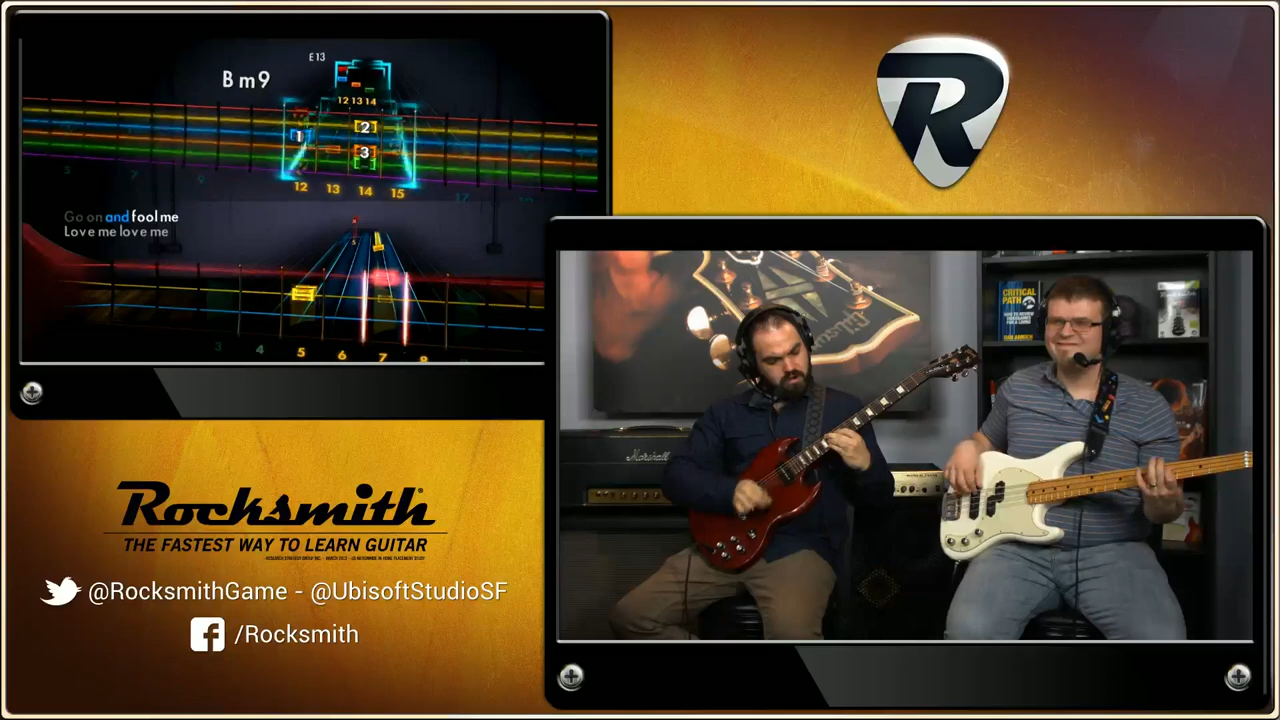 E13
B m9
12 13 14
1
2
3
12 13 14 15
Go on and fool me
Love me love me
3 4 5 6 7 8
R
CRITICAL
PATH
Marshall
Rocksmith®
THE FASTEST WAY TO LEARN GUITAR
@RocksmithGame - @UbisoftStudioSF
/Rocksmith